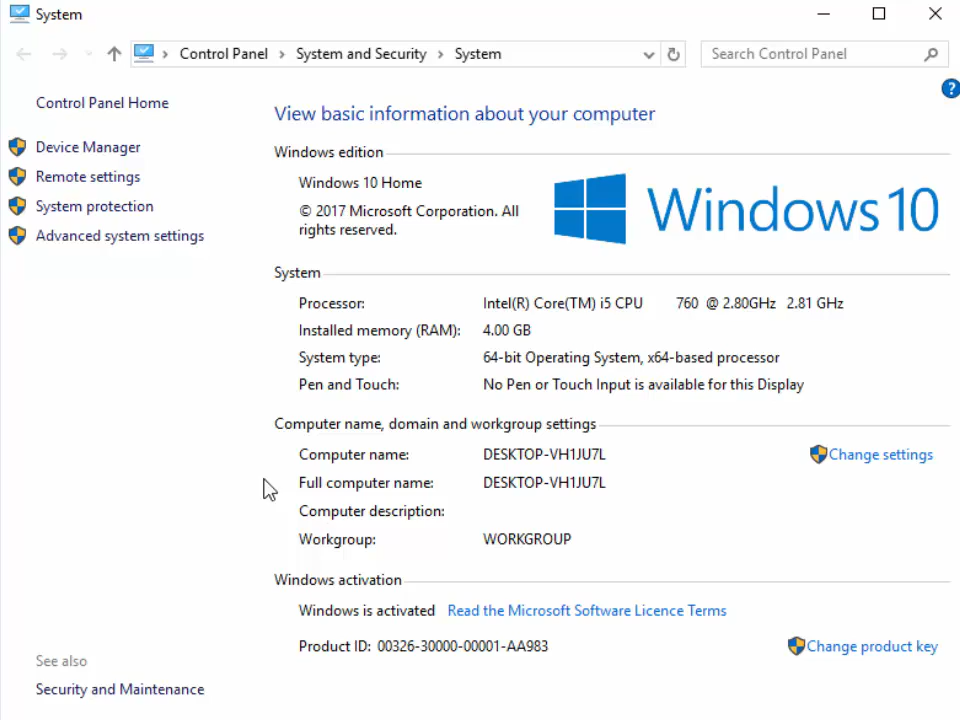 System
Control Panel › System and Security › System
Search Control Panel
?
Control Panel Home
Device Manager
Remote settings
System protection
Advanced system settings
View basic information about your computer
Windows edition
Windows 10 Home
© 2017 Microsoft Corporation. All
rights reserved.
Windows 10
System
Processor: Intel(R) Core(TM) i5 CPU 760 @ 2.80GHz 2.81 GHz
Installed memory (RAM): 4.00 GB
System type: 64-bit Operating System, x64-based processor
Pen and Touch: No Pen or Touch Input is available for this Display
Computer name, domain and workgroup settings
Computer name: DESKTOP-VH1JU7L
Change settings
Full computer name: DESKTOP-VH1JU7L
Computer description:
Workgroup: WORKGROUP
Windows activation
Windows is activated Read the Microsoft Software Licence Terms
Product ID: 00326-30000-00001-AA983
Change product key
See also
Security and Maintenance